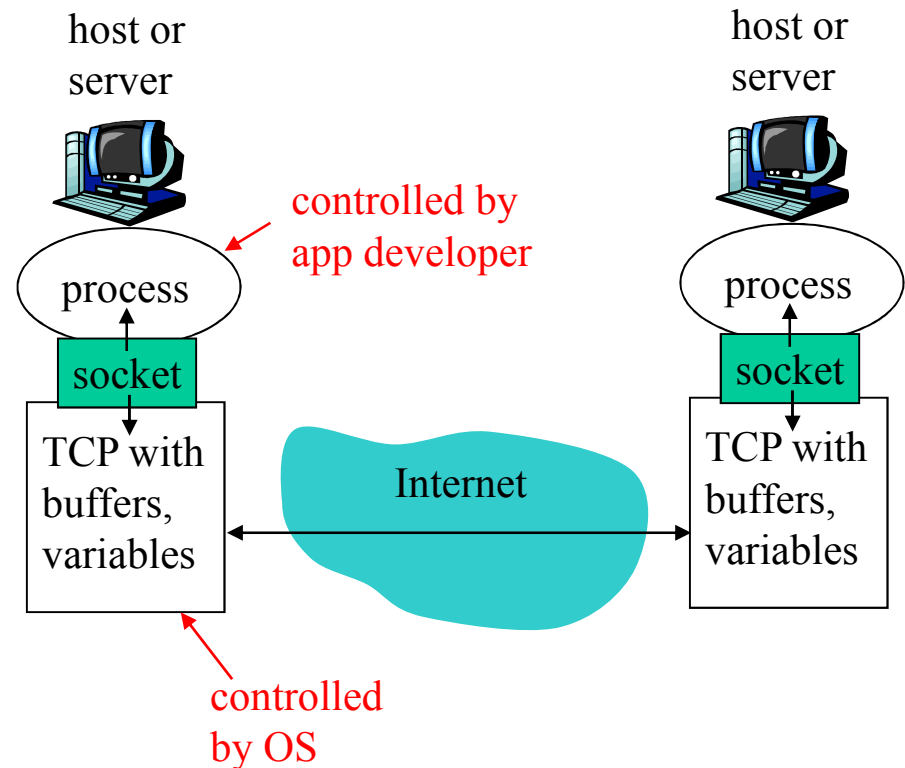 host or
server
host or
server
controlled by
app developer
process
process
socket
socket
TCP with
buffers,
variables
Internet
TCP with
buffers,
variables
controlled
by OS